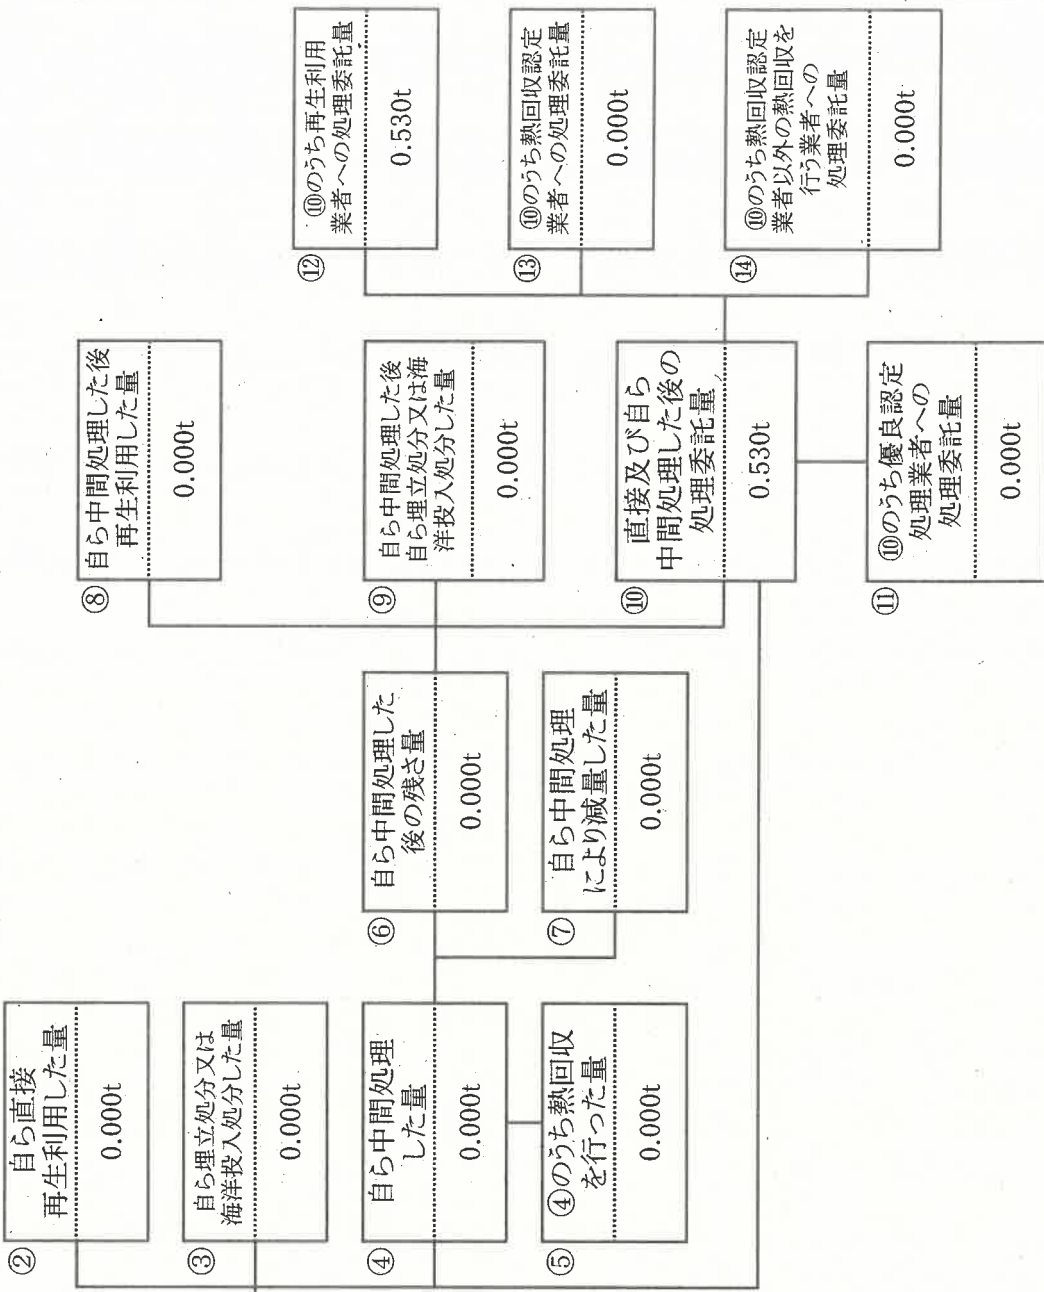 ②
自ら直接
再生利用した量
0.000t
③
自ら埋立処分又は
海洋投入処分した量
0.000t
④
自ら中間処理
した量
0.000t
⑤
④のうち熱回収
を行った量
0.000t
⑥
自ら中間処理した
後の残さ量
0.000t
⑦
自ら中間処理
により減量した量
0.000t
⑧
自ら中間処理した後
再生利用した量
0.000t
⑨
自ら中間処理した後
自ら埋立処分又は海
洋投入処分した量
0.000t
⑩
直接及び自ら
中間処理した後の
処理委託量
0.530t
⑪
⑩のうち優良認定
処理業者への
処理委託量
0.000t
⑫
⑩のうち再生利用
業者への処理委託量
0.530t
⑬
⑩のうち熱回収認定
業者への処理委託量
0.000t
⑭
⑩のうち熱回収認定
業者以外の熱回収を
行う業者への
処理委託量
0.000t